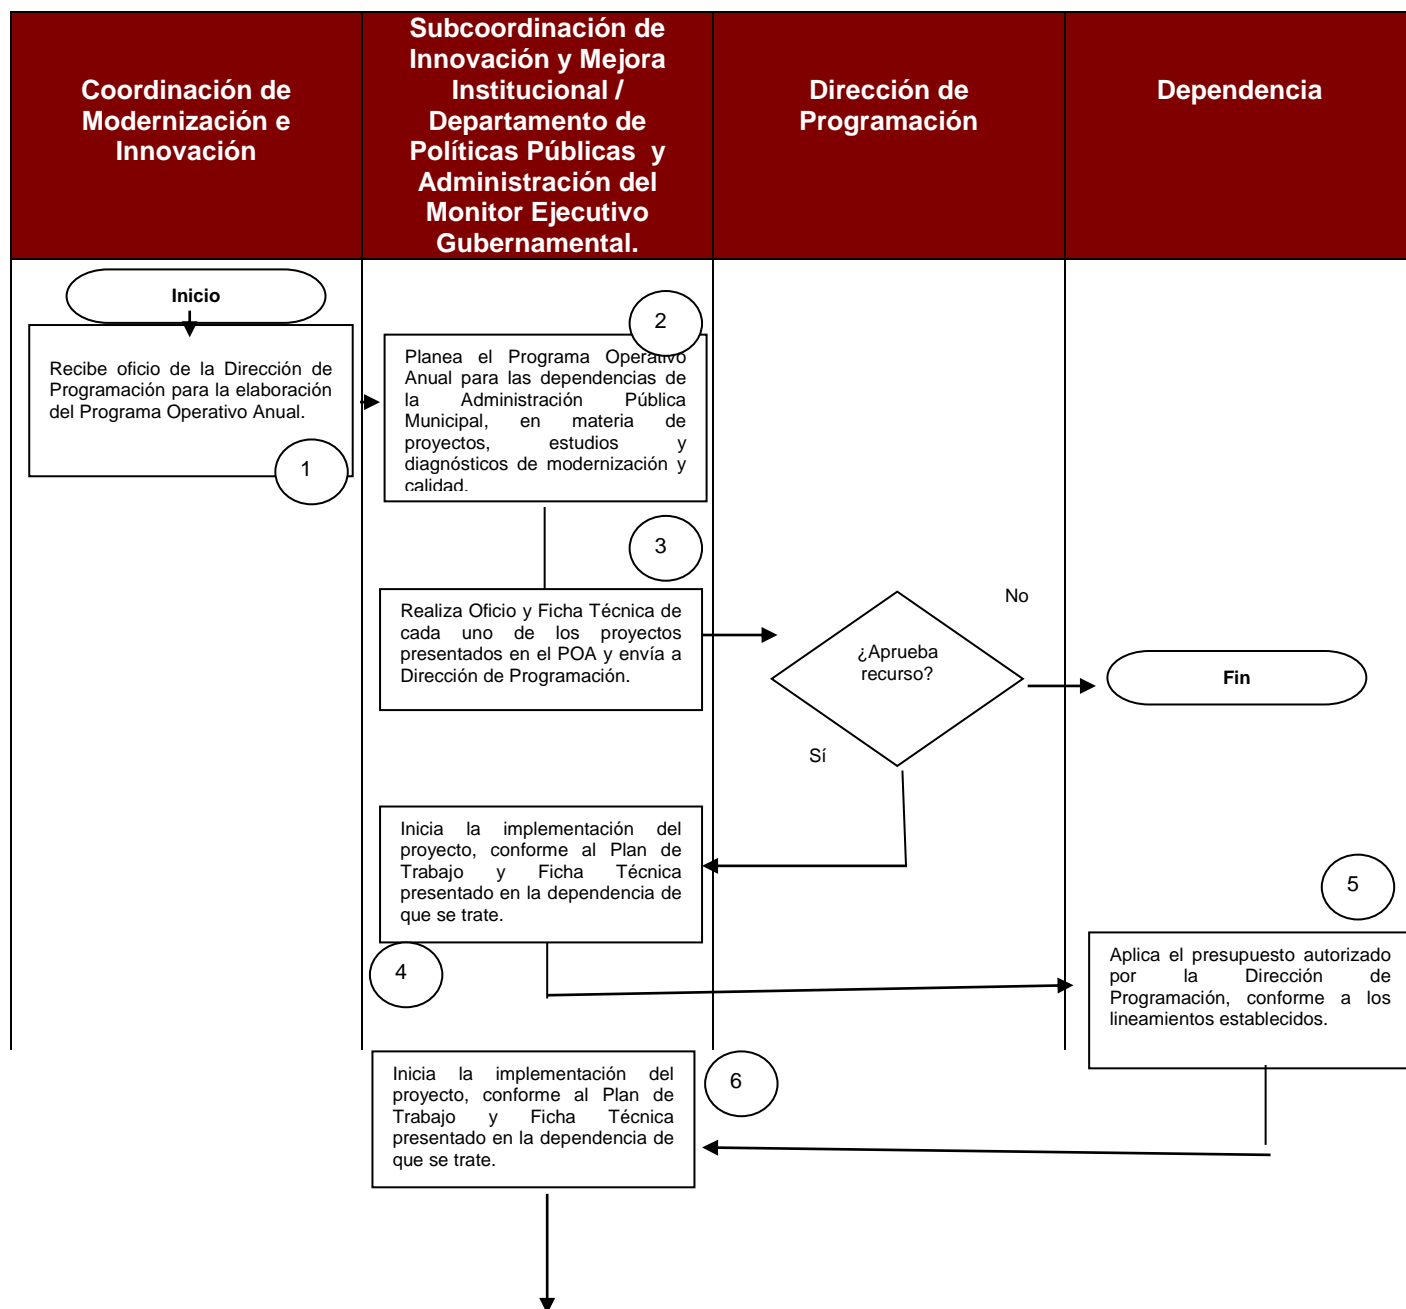 Coordinación de
Modernización e
Innovación
Subcoordinación de
Innovación y Mejora
Institucional /
Departamento de
Políticas Públicas y
Administración del
Monitor Ejecutivo
Gubernamental.
Dirección de
Programación
Dependencia
Inicio
Recibe oficio de la Dirección de
Programación para la elaboración
del Programa Operativo Anual.
1
2
Planea el Programa Operativo
Anual para las dependencias de
la Administración Pública
Municipal, en materia de
proyectos, estudios y
diagnósticos de modernización y
calidad.
3
Realiza Oficio y Ficha Técnica de
cada uno de los proyectos
presentados en el POA y envía a
Dirección de Programación.
¿Aprueba
recurso?
No
Fin
Sí
Inicia la implementación del
proyecto, conforme al Plan de
Trabajo y Ficha Técnica
presentado en la dependencia de
que se trate.
4
5
Aplica el presupuesto autorizado
por la Dirección de
Programación, conforme a los
lineamientos establecidos.
Inicia la implementación del
proyecto, conforme al Plan de
Trabajo y Ficha Técnica
presentado en la dependencia de
que se trate.
6